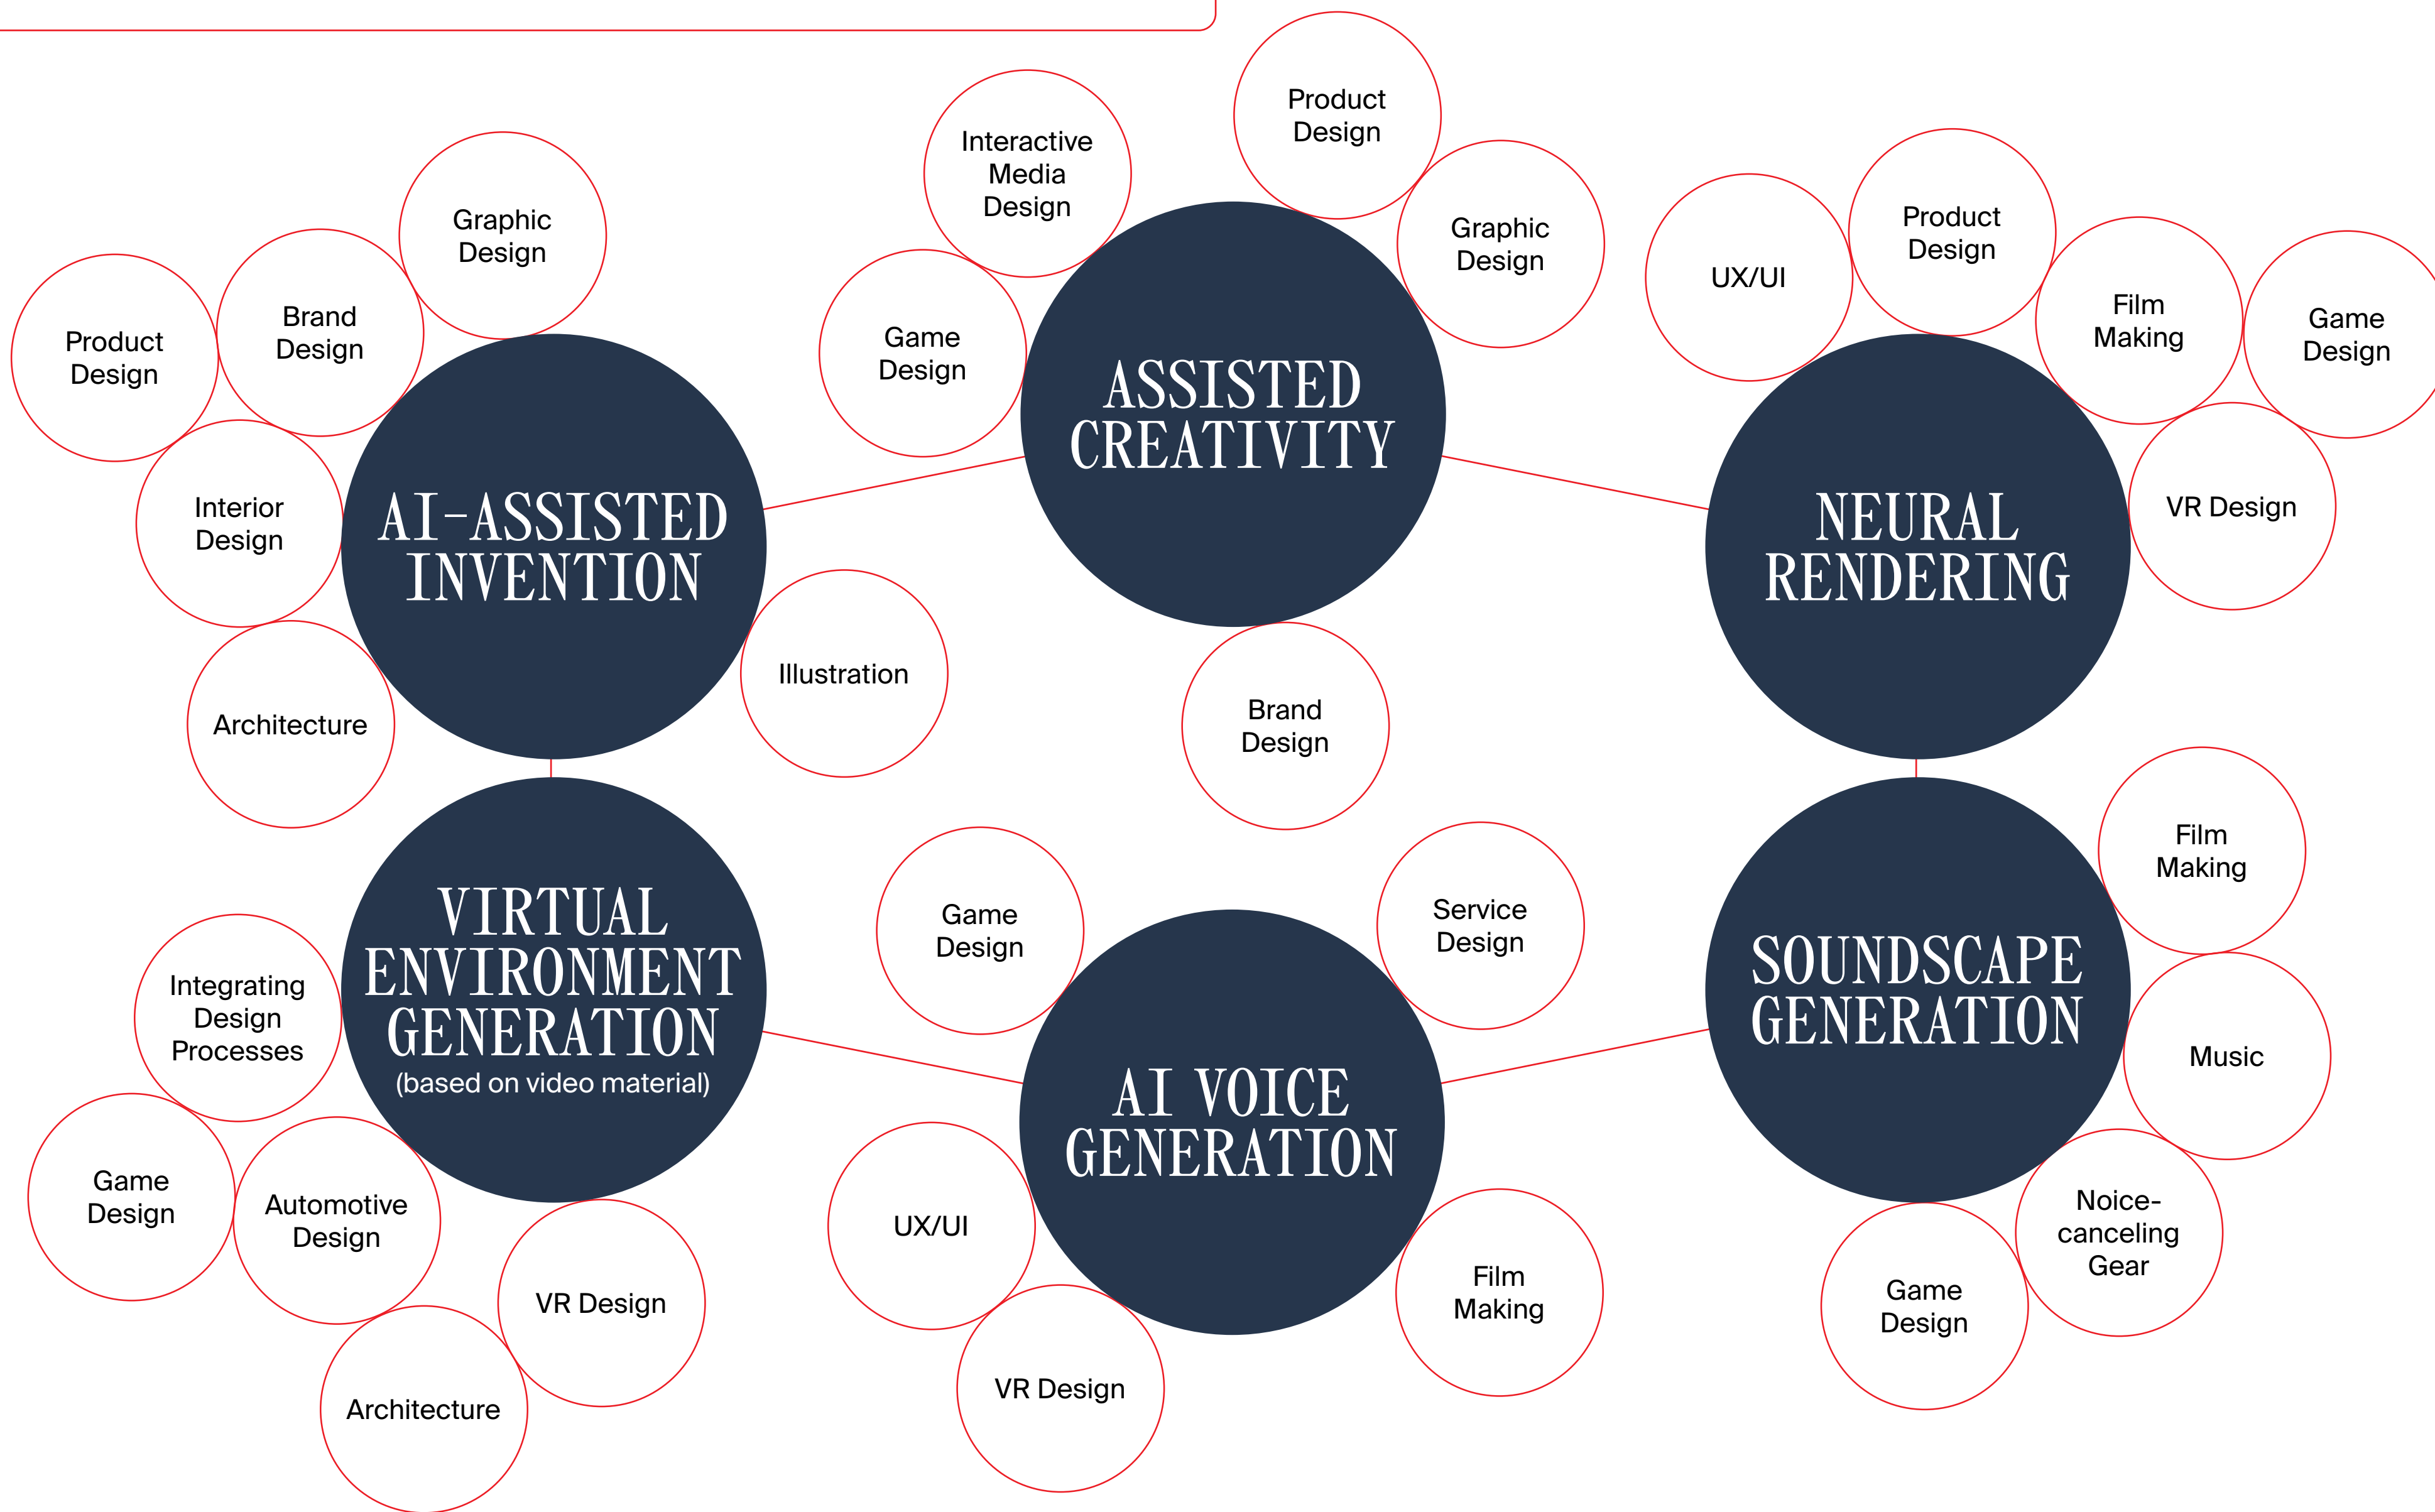 Graphic
Design
Brand
Design
Product
Design
Interior
Design
Architecture
AI-ASSISTED
INVENTION
Illustration
Interactive
Media
Design
Product
Design
Graphic
Design
Game
Design
ASSISTED
CREATIVITY
Brand
Design
UX/UI
Product
Design
Film
Making
Game
Design
VR Design
NEURAL
RENDERING
VIRTUAL
ENVIRONMENT
GENERATION
(based on video material)
Integrating
Design
Processes
Game
Design
Automotive
Design
VR Design
Architecture
Game
Design
Service
Design
AI VOICE
GENERATION
UX/UI
VR Design
Film
Making
SOUNDSCAPE
GENERATION
Film
Making
Music
Noice-
canceling
Gear
Game
Design